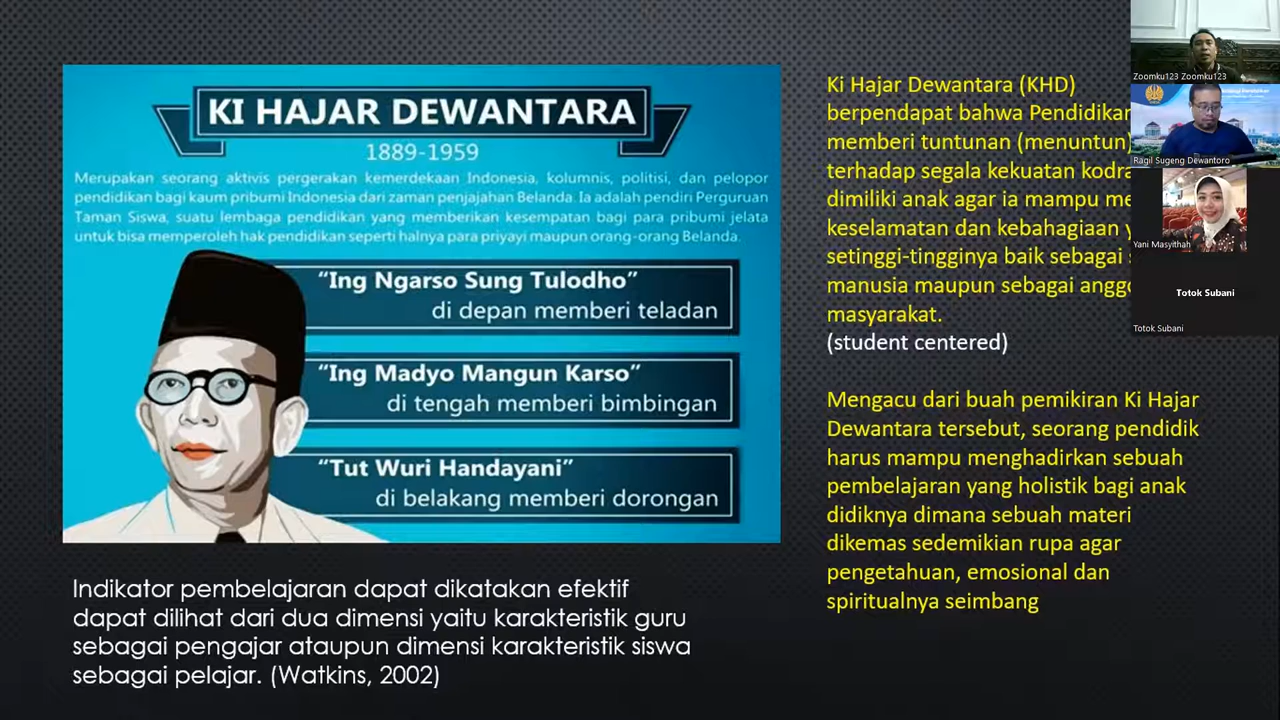 KI HAJAR DEWANTARA
1889-1959
Merupakan seorang aktivis pergerakan kemerdekaan Indonesia, kolumnis, politisi, dan pelopor
pendidikan bagi kaum pribumi Indonesia dari zaman penjajahan Belanda. Ia adalah pendiri Perguruan
Taman Siswa, suatu lembaga pendidikan yang memberikan kesempatan bagi para pribumi jelata
untuk bisa memperoleh hak pendidikan seperti halnya para priyayi maupun orang-orang Belanda.
“Ing Ngarso Sung Tulodho”
di depan memberi teladan
“Ing Madyo Mangun Karso”
di tengah memberi bimbingan
“Tut Wuri Handayani”
di belakang memberi dorongan
Indikator pembelajaran dapat dikatakan efektif
dapat dilihat dari dua dimensi yaitu karakteristik guru
sebagai pengajar ataupun dimensi karakteristik siswa
sebagai pelajar. (Watkins, 2002)
Ki Hajar Dewantara (KHD)
berpendapat bahwa Pendidikan
memberi tuntunan (menuntun)
terhadap segala kekuatan
dimiliki anak agar ia mampu
keselamatan dan kebahagiaan
setinggi-tingginya baik sebagai
manusia maupun sebagai
masyarakat.
(student centered)
Mengacu dari buah pemikiran Ki Hajar
Dewantara tersebut, seorang pendidik
harus mampu menghadirkan sebuah
pembelajaran yang holistik bagi anak
didiknya dimana sebuah materi
dikemas sedemikian rupa agar
pengetahuan, emosional dan
spiritualnya seimbang
Zoomku123 Zoomku123
Ragil Sugeng Dewantoro
Yani Masyithah
Totok Subani
Totok Subani